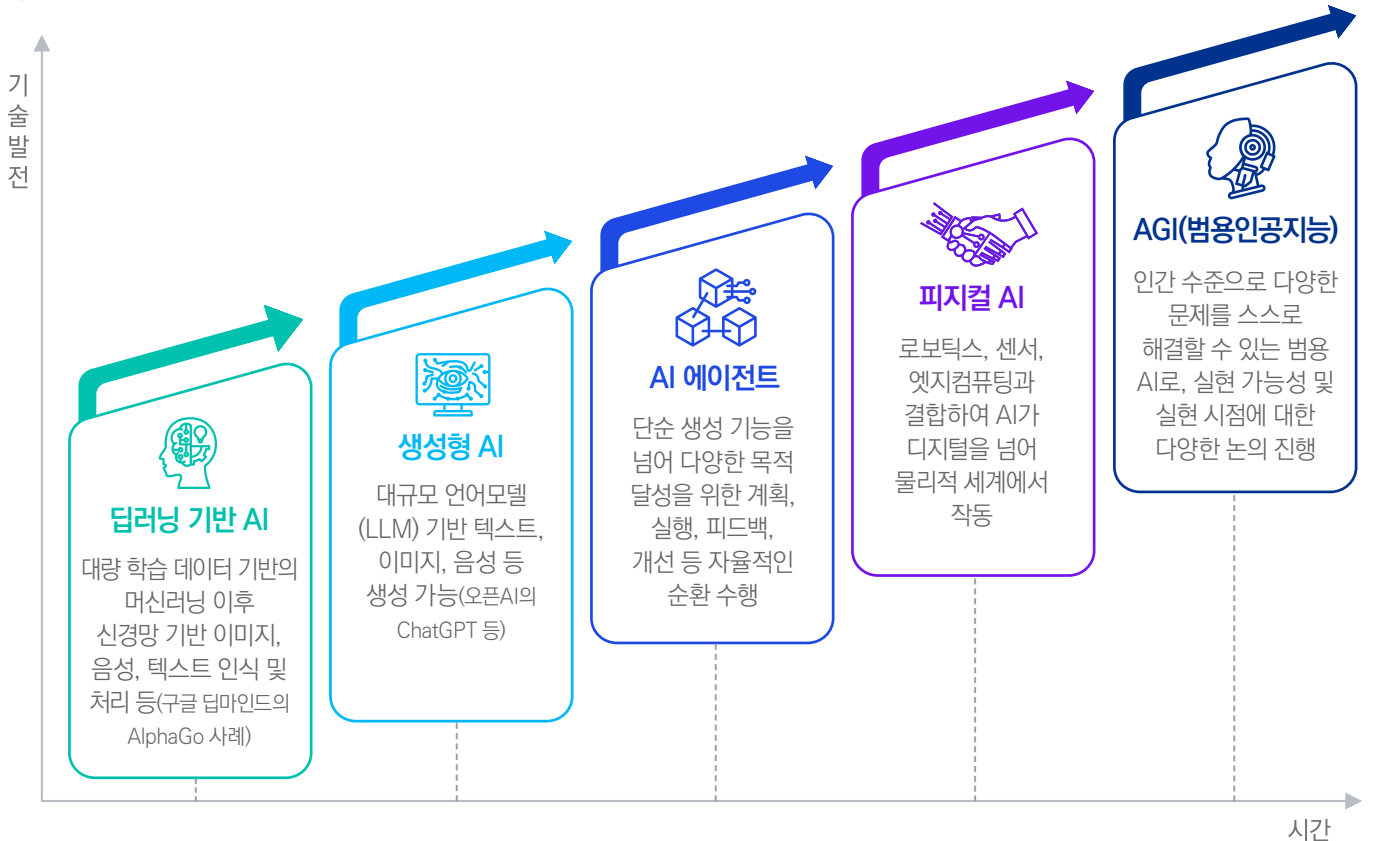 기
술
발
전
딥러닝 기반 AI
대량 학습 데이터 기반의
머신러닝 이후
신경망 기반 이미지,
음성, 텍스트 인식 및
처리 등(구글 딥마인드의
AlphaGo 사례)
생성형 AI
대규모 언어모델
(LLM) 기반 텍스트,
이미지, 음성 등
생성 가능(오픈AI의
ChatGPT 등)
AI 에이전트
단순 생성 기능을
넘어 다양한 목적
달성을 위한 계획,
실행, 피드백,
개선 등 자율적인
순환 수행
피지컬 AI
로보틱스, 센서,
엣지컴퓨팅과
결합하여 AI가
디지털을 넘어
물리적 세계에서
작동
AGI(범용인공지능)
인간 수준으로 다양한
문제를 스스로
해결할 수 있는 범용
AI로, 실현 가능성 및
실현 시점에 대한
다양한 논의 진행
시간